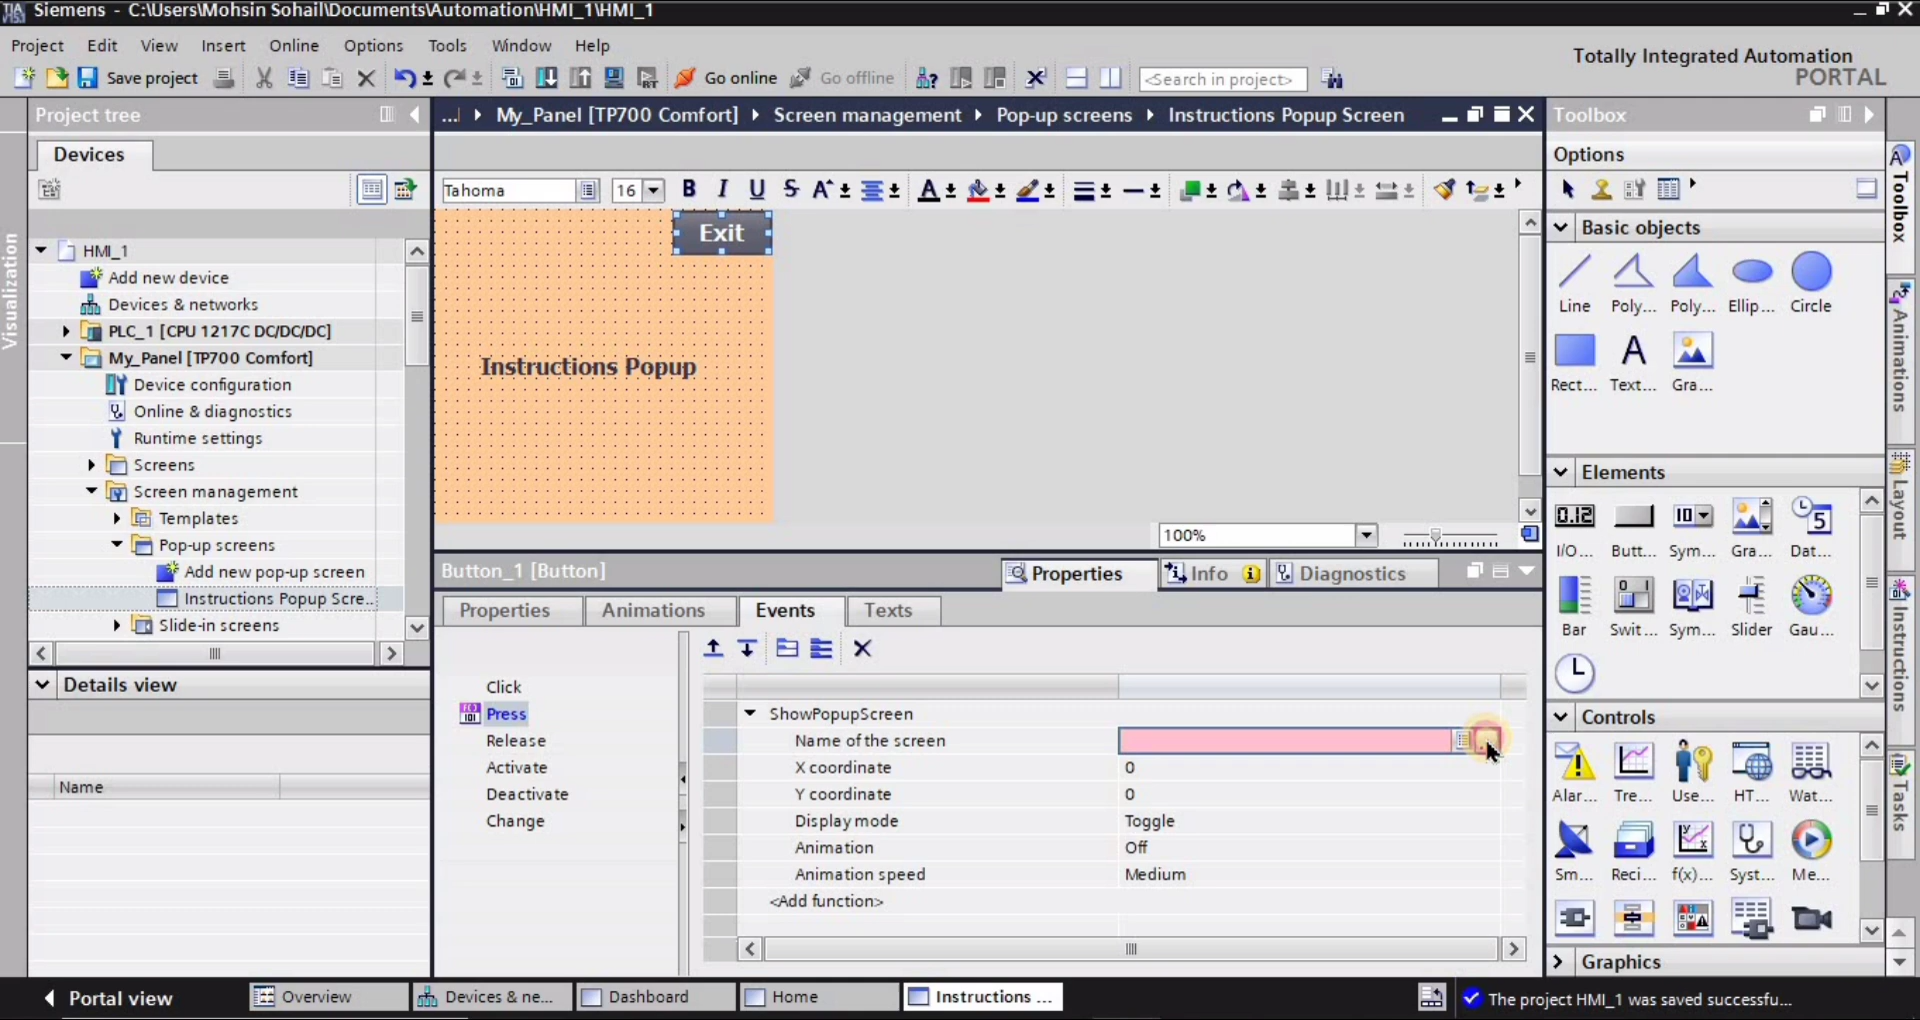 Siemens - C:\Users\Mohsin Sohail\Documents\Automation\HMI_1\HMI_1
Project Edit View Insert Online Options Tools Window Help
Totally Integrated Automation
PORTAL
Save project Go online Go offline <Search in project>
Project tree
... My_Panel [TP700 Comfort] Screen management Pop-up screens Instructions Popup Screen
Toolbox
Devices
Options
Tahoma 16 B I U S
Basic objects
Exit
HMI_1
Add new device
Devices & networks
PLC_1 [CPU 1217C DC/DC/DC]
My_Panel [TP700 Comfort]
Device configuration
Online & diagnostics
Runtime settings
Screens
Screen management
Templates
Pop-up screens
Add new pop-up screen
Instructions Popup Scre..
Slide-in screens
Instructions Popup
Line Poly... Poly... Ellip... Circle
Rect... Text... Gra...
Elements
I/O... Butt... Sym... Gra... Dat...
Bar Swit... Sym... Slider Gau...
Controls
Alar... Tre... Use... HT... Wat...
Sm... Reci... f(x)... Syst... Me...
Graphics
Visualization
Toolbox
Animations
Layout
Instructions
Tasks
100%
Button_1 [Button]
Properties Info Diagnostics
Properties Animations Events Texts
Click
Press
Release
Activate
Deactivate
Change
ShowPopupScreen
Name of the screen
X coordinate 0
Y coordinate 0
Display mode Toggle
Animation Off
Animation speed Medium
<Add function>
Details view
Name
Portal view Overview Devices & ne... Dashboard Home Instructions ...
The project HMI_1 was saved successfu...